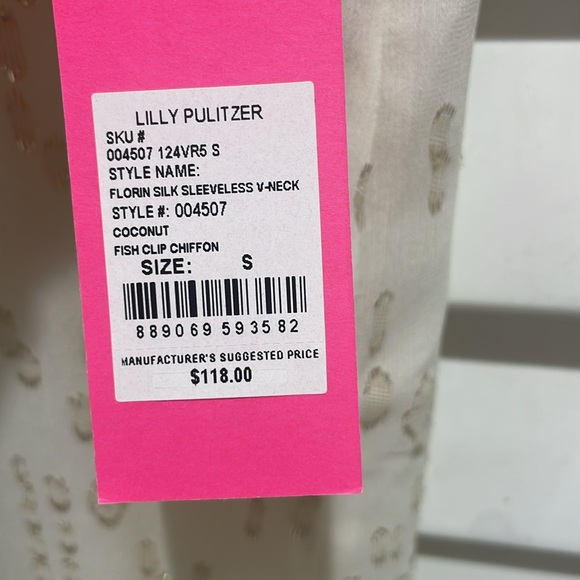 LILLY PULITZER
SKU #
004507 124VR5 S
STYLE NAME:
FLORIN SILK SLEEVELESS V-NECK
STYLE #: 004507
COCONUT
FISH CLIP CHIFFON
SIZE: S
889069 593582
MANUFACTURER'S SUGGESTED PRICE
$118.00